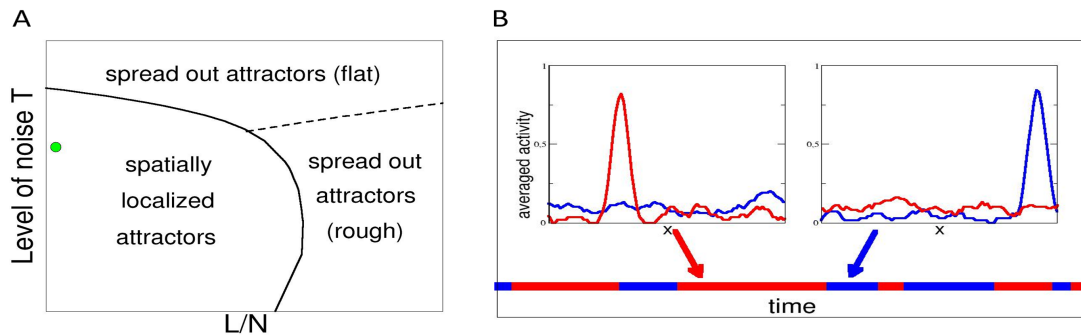 A
spread out attractors (flat)
Level of noise T
spatially
localized
attractors
spread out
attractors
(rough)
L/N
B
averaged activity
1
0.5
0
x
1
0.5
0
x
time